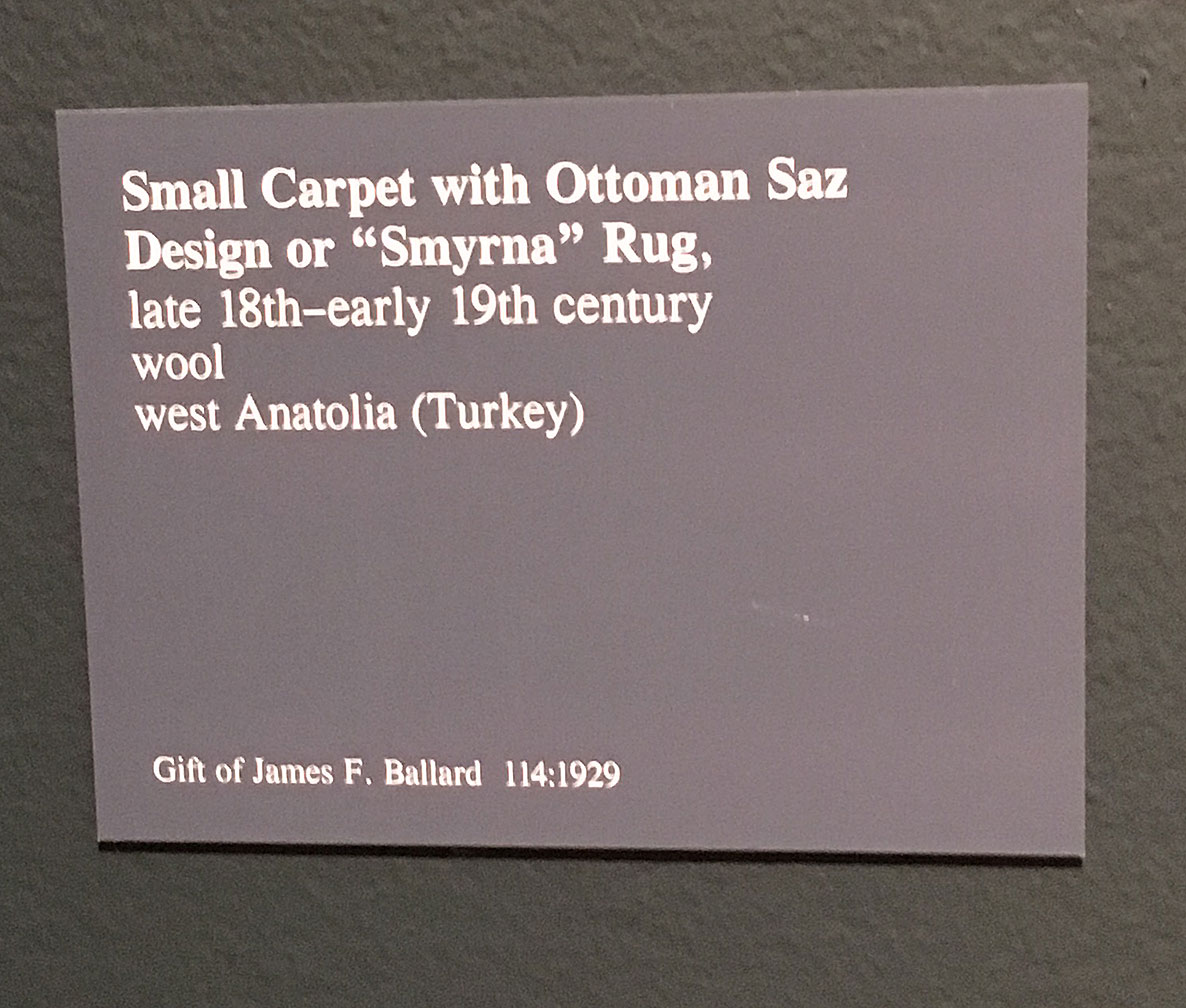 Small Carpet with Ottoman Saz
Design or “Smyrna” Rug,
late 18th–early 19th century
wool
west Anatolia (Turkey)
Gift of James F. Ballard 114:1929